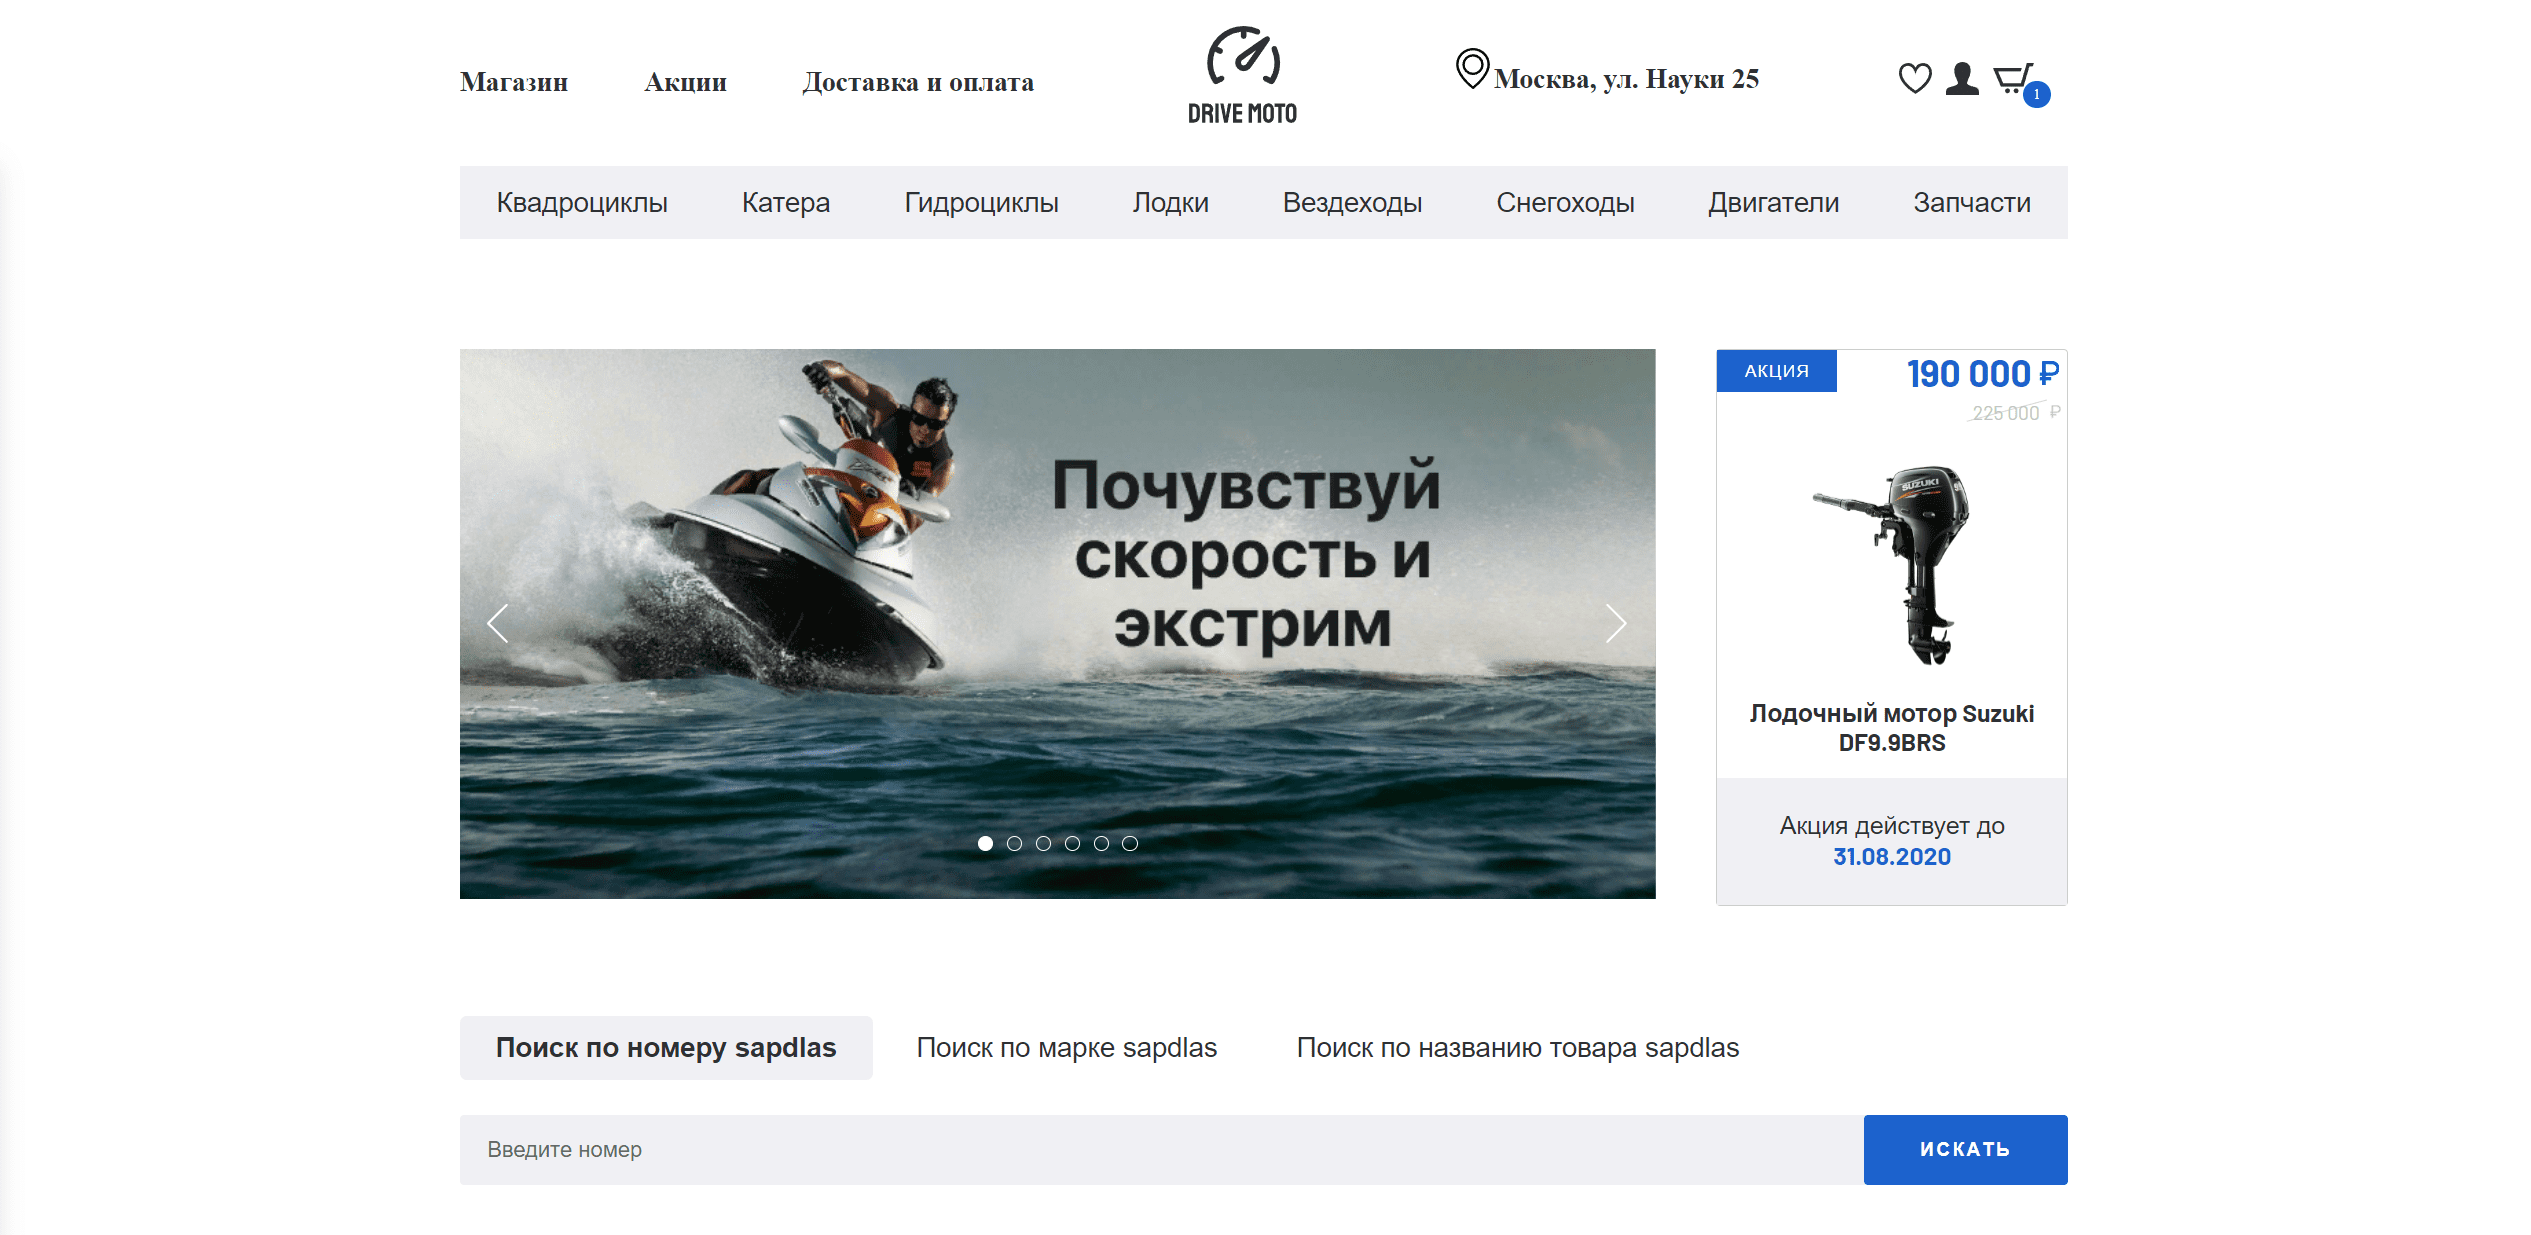 Магазин Акции Доставка и оплата
DRIVE MOTO
Москва, ул. Науки 25
1
Квадроциклы Катера Гидроциклы Лодки Вездеходы Снегоходы Двигатели Запчасти
Почувствуй
скорость и
экстрим
АКЦИЯ
190 000 ₽
225 000 ₽
SUZUKI
Лодочный мотор Suzuki
DF9.9BRS
Акция действует до
31.08.2020
Поиск по номеру sapdlas Поиск по марке sapdlas Поиск по названию товара sapdlas
Введите номер
ИСКАТЬ